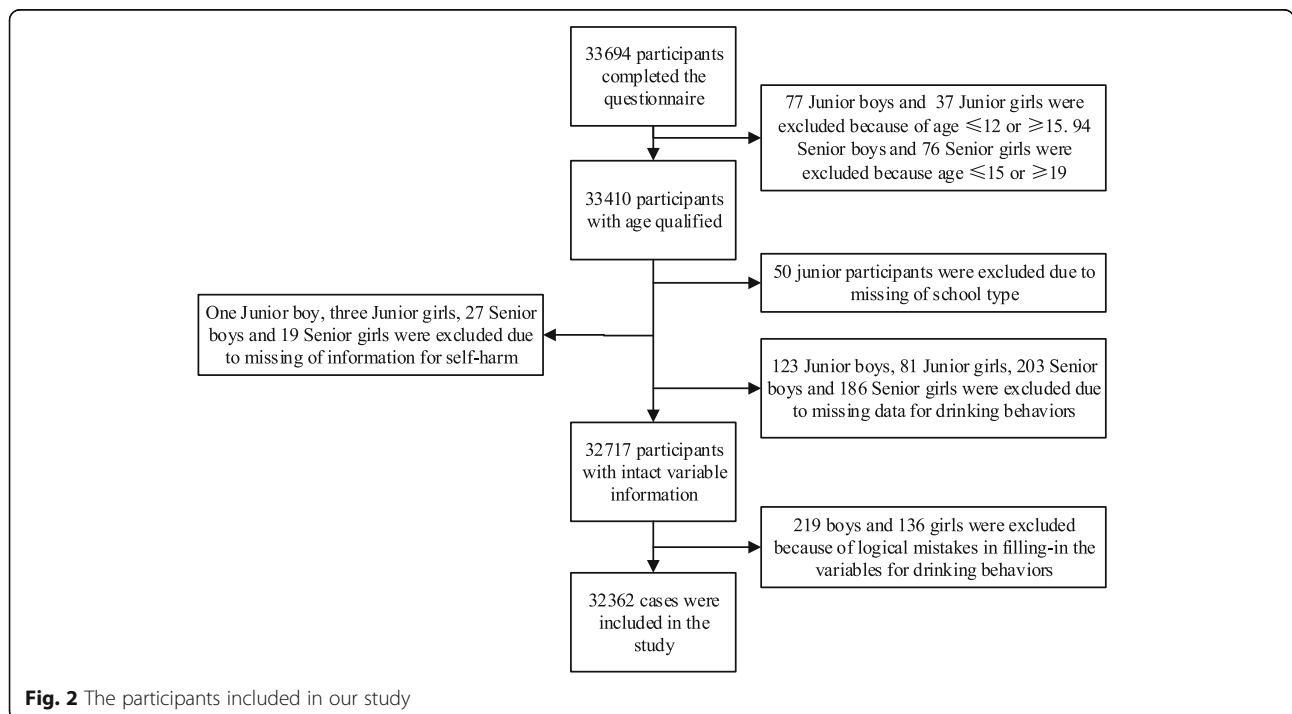 33694 participants
completed the
questionnaire
77 Junior boys and 37 Junior girls were
excluded because of age ≤12 or ≥15. 94
Senior boys and 76 Senior girls were
excluded because age ≤15 or ≥19
33410 participants
with age qualified
50 junior participants were excluded due to
missing of school type
One Junior boy, three Junior girls, 27 Senior
boys and 19 Senior girls were excluded due
to missing of information for self-harm
123 Junior boys, 81 Junior girls, 203 Senior
boys and 186 Senior girls were excluded due
to missing data for drinking behaviors
32717 participants
with intact variable
information
219 boys and 136 girls were excluded
because of logical mistakes in filling-in the
variables for drinking behaviors
32362 cases were
included in the
study
Fig. 2 The participants included in our study